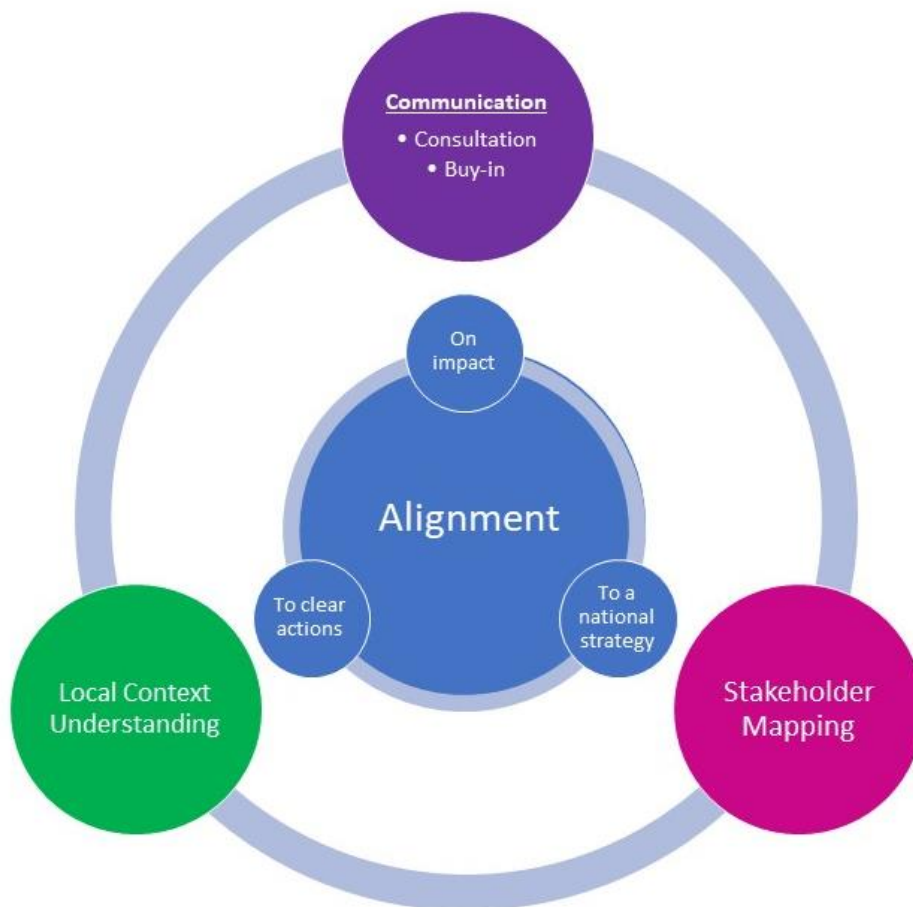 Communication
• Consultation
• Buy-in
On
impact
Alignment
To clear
actions
To a
national
strategy
Local Context
Understanding
Stakeholder
Mapping